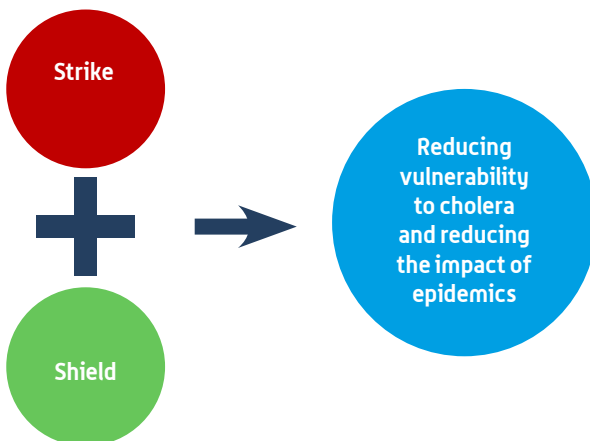 Strike
Shield
Reducing
vulnerability
to cholera
and reducing
the impact of
epidemics